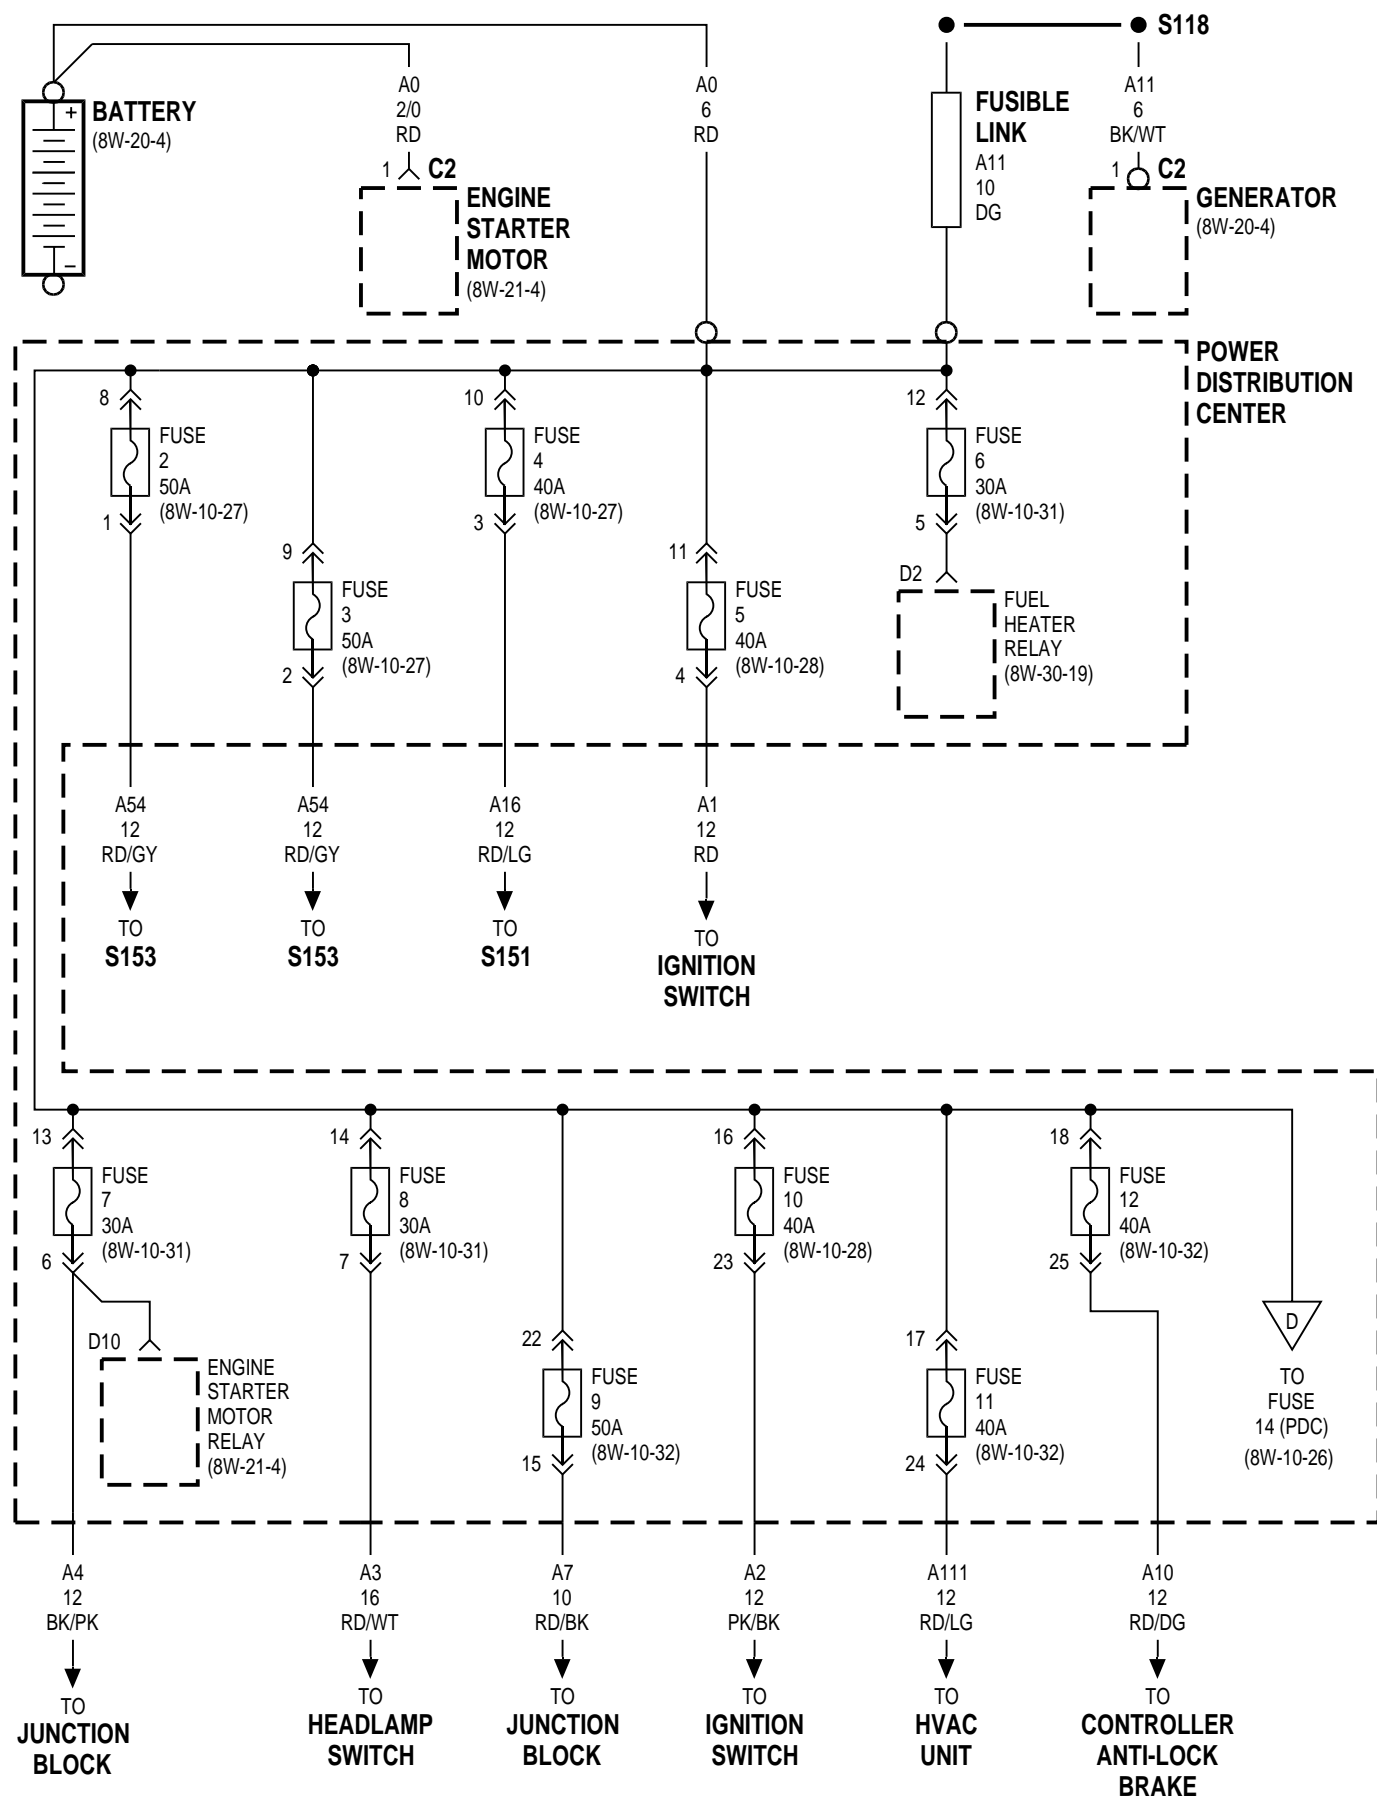 S118
A0
2/0
RD
A0
6
RD
A11
6
BK/WT
+
BATTERY
(8W-20-4)
−
1
C2
ENGINE
STARTER
MOTOR
(8W-21-4)
FUSIBLE
LINK
A11
10
DG
1
C2
GENERATOR
(8W-20-4)
POWER
DISTRIBUTION
CENTER
8
FUSE
2
50A
(8W-10-27)
1
9
FUSE
3
50A
(8W-10-27)
2
10
FUSE
4
40A
(8W-10-27)
3
11
FUSE
5
40A
(8W-10-28)
4
12
FUSE
6
30A
(8W-10-31)
5
D2
FUEL
HEATER
RELAY
(8W-30-19)
A54
12
RD/GY
TO
S153
A54
12
RD/GY
TO
S153
A16
12
RD/LG
TO
S151
A1
12
RD
TO
IGNITION
SWITCH
13
FUSE
7
30A
(8W-10-31)
6
D10
ENGINE
STARTER
MOTOR
RELAY
(8W-21-4)
14
FUSE
8
30A
(8W-10-31)
7
22
FUSE
9
50A
(8W-10-32)
15
16
FUSE
10
40A
(8W-10-28)
23
17
FUSE
11
40A
(8W-10-32)
24
18
FUSE
12
40A
(8W-10-32)
25
D
TO
FUSE
14 (PDC)
(8W-10-26)
A4
12
BK/PK
TO
JUNCTION
BLOCK
A3
16
RD/WT
TO
HEADLAMP
SWITCH
A7
10
RD/BK
TO
JUNCTION
BLOCK
A2
12
PK/BK
TO
IGNITION
SWITCH
A111
12
RD/LG
TO
HVAC
UNIT
A10
12
RD/DG
TO
CONTROLLER
ANTI-LOCK
BRAKE